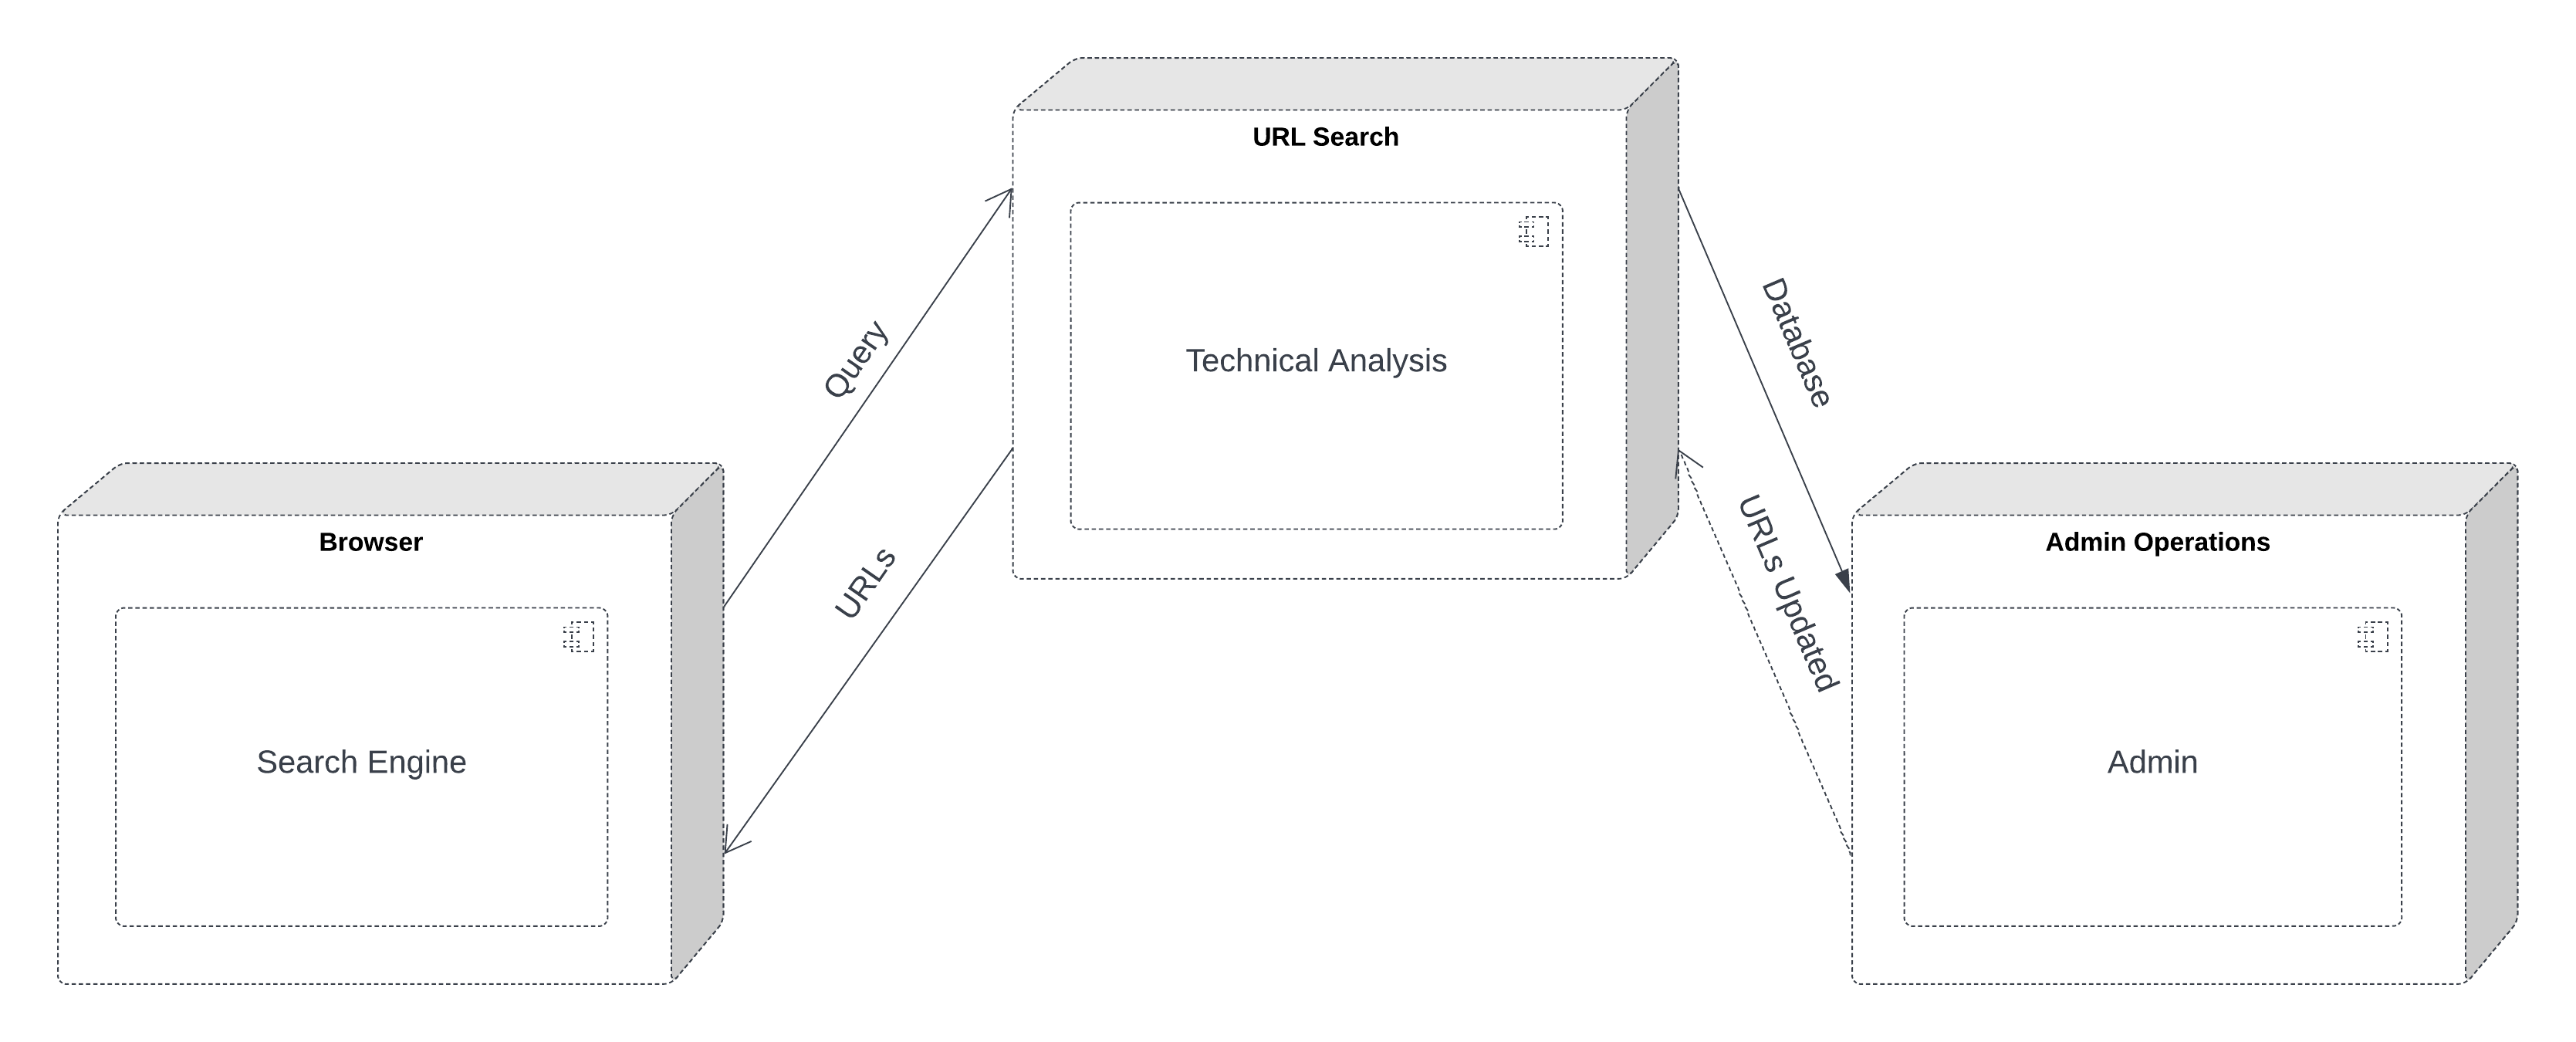 URL Search
Technical Analysis
Query
URLs
Database
URLs Updated
Browser
Search Engine
Admin Operations
Admin